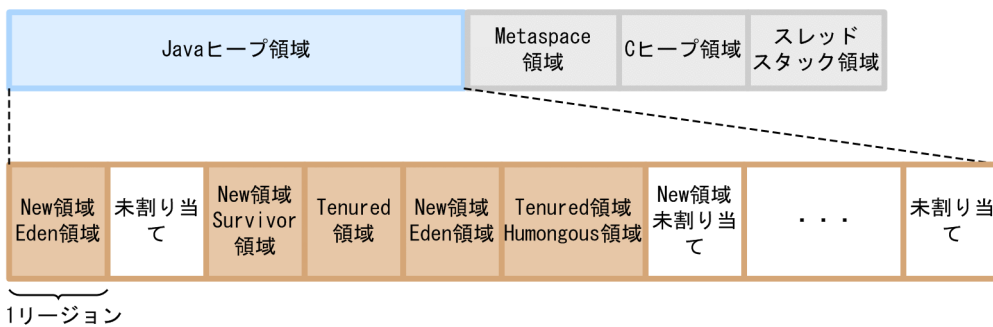 Javaヒープ領域
Metaspace
領域
Cヒープ領域
スレッド
スタック領域
New領域
Eden領域
未割り当
て
New領域
Survivor
領域
Tenured
領域
New領域
Eden領域
Tenured領域
Humongous領域
New領域
未割り当
て
・・・
未割り当
て
1リージョン